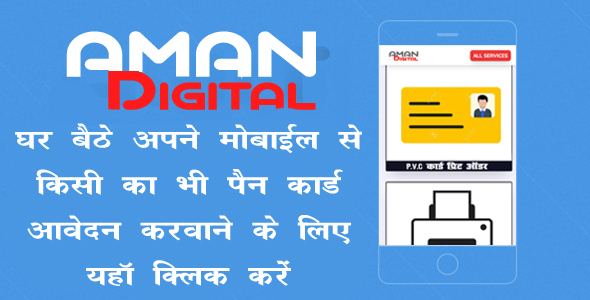 AMAN
DIGITAL
घर बैठे अपने मोबाईल से
किसी का भी पैन कार्ड
आवेदन करवाने के लिए
यहॉ क्लिक करें
AMAN
DIGITAL
ALL SERVICES
P.V.C कार्ड प्रिट ऑडर